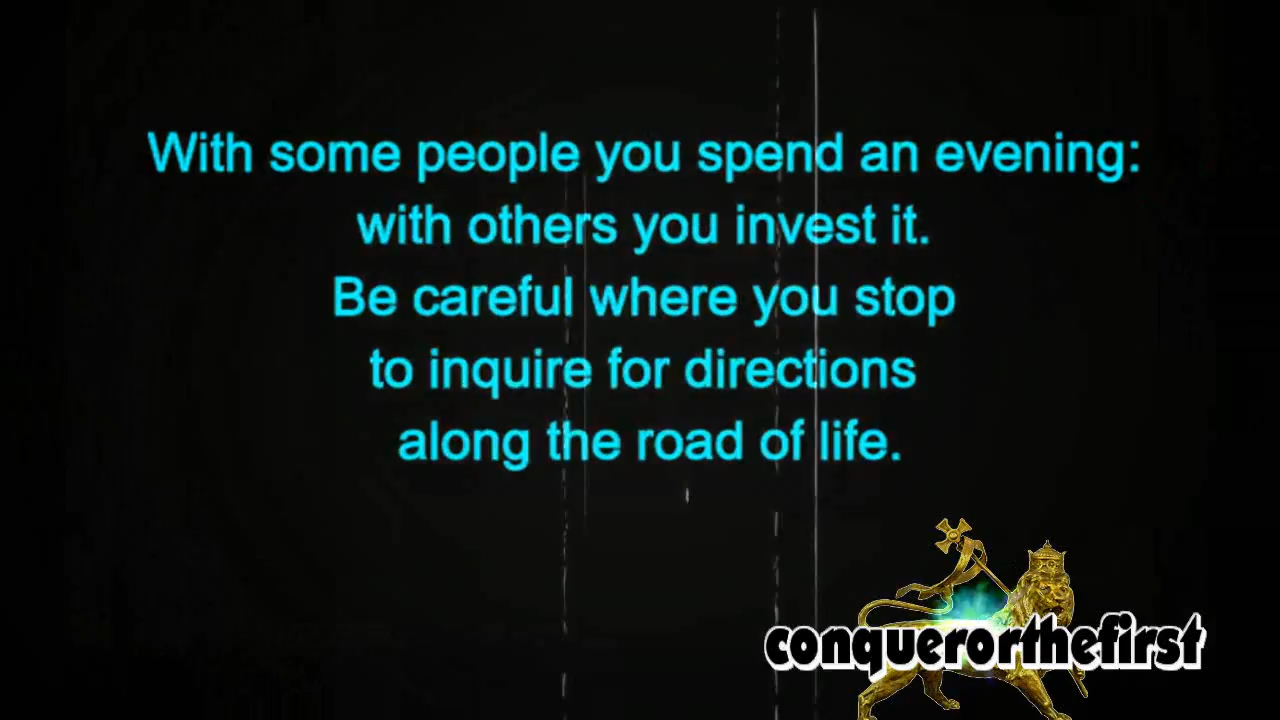 With some people you spend an evening:
with others you invest it.
Be careful where you stop
to inquire for directions
along the road of life.
conquerorthefirst